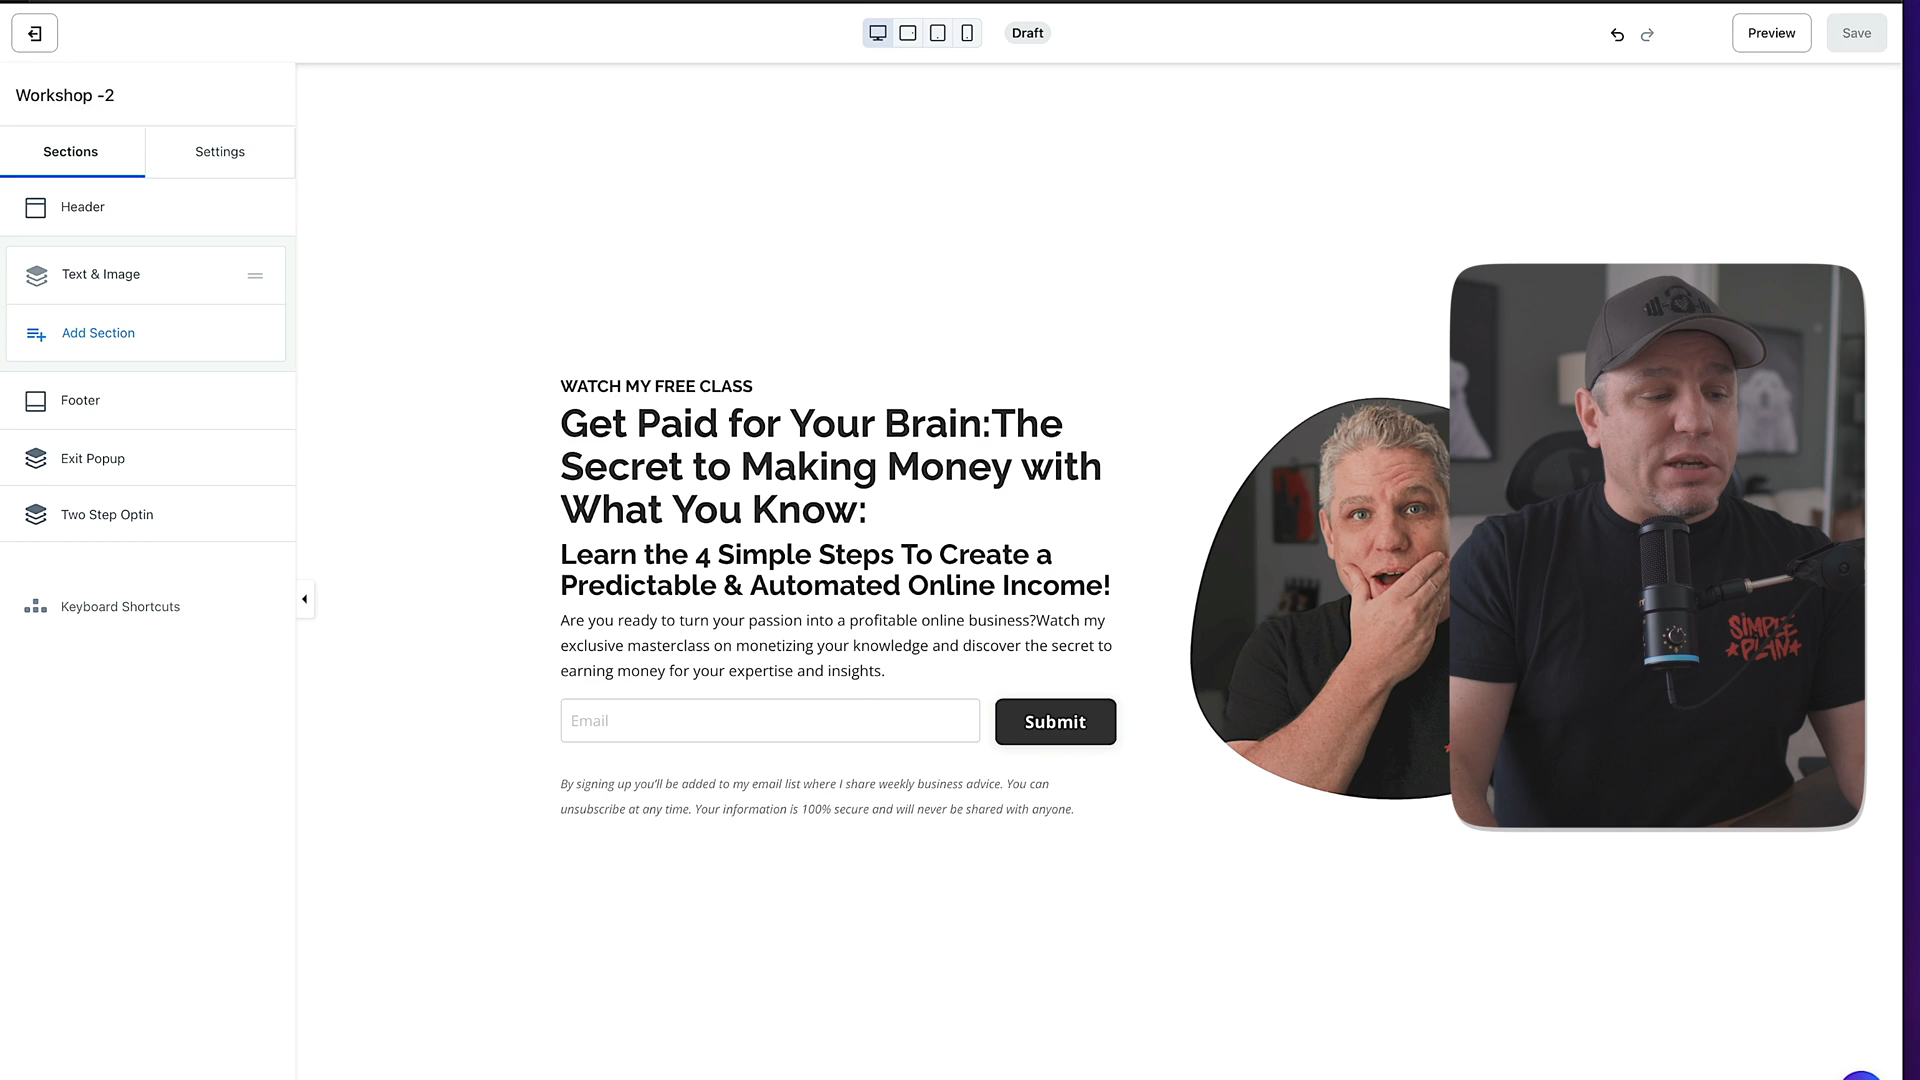 Draft
Preview
Save
Workshop -2
Sections
Settings
Header
Text & Image
Add Section
Footer
Exit Popup
Two Step Optin
Keyboard Shortcuts
WATCH MY FREE CLASS
Get Paid for Your Brain:The
Secret to Making Money with
What You Know:
Learn the 4 Simple Steps To Create a
Predictable & Automated Online Income!
Are you ready to turn your passion into a profitable online business?Watch my
exclusive masterclass on monetizing your knowledge and discover the secret to
earning money for your expertise and insights.
Email
Submit
By signing up you'll be added to my email list where I share weekly business advice. You can
unsubscribe at any time. Your information is 100% secure and will never be shared with anyone.
SIMPLE
PLAN